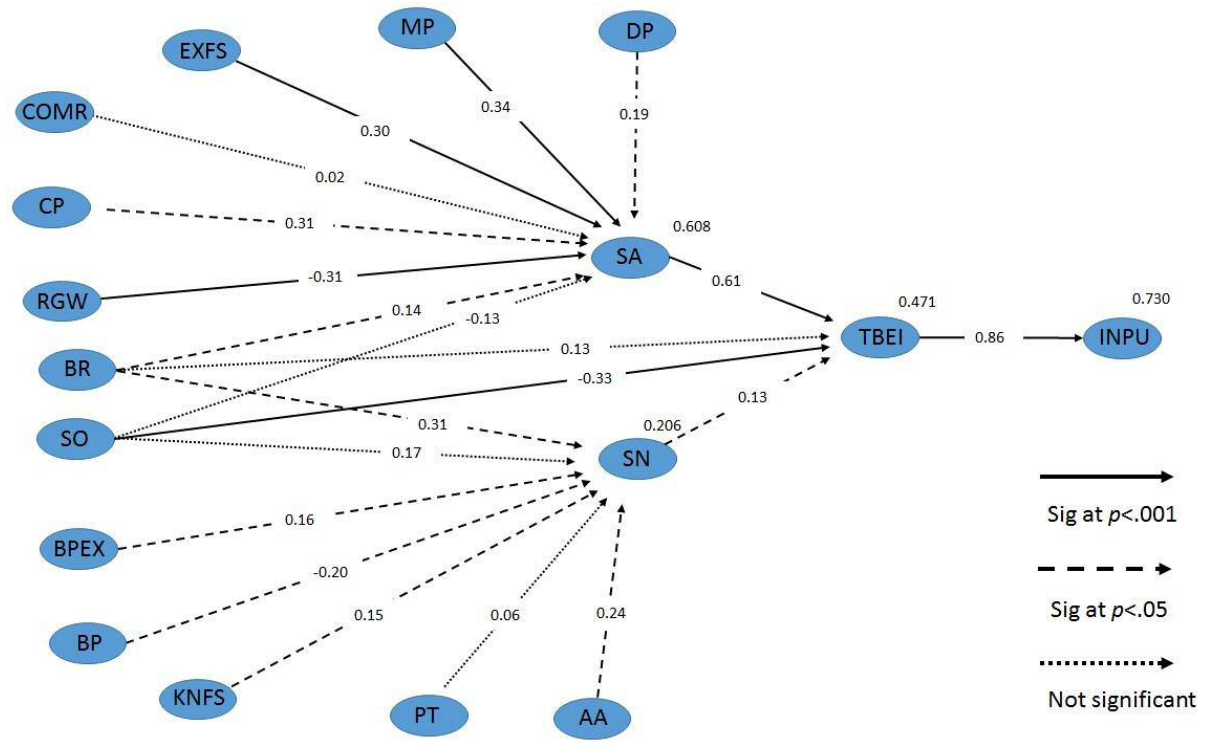 MP
DP
EXFS
COMR
0.34
0.19
0.30
0.02
CP
0.31
0.608
SA
-0.31
0.61
RGW
0.14
-0.13
0.471
0.730
TBEI
0.86
INPU
0.13
BR
-0.33
0.13
0.31
0.206
SO
0.17
SN
Sig at p<.001
0.16
BPEX
-0.20
0.15
0.06
0.24
Sig at p<.05
BP
KNFS
PT
AA
Not significant